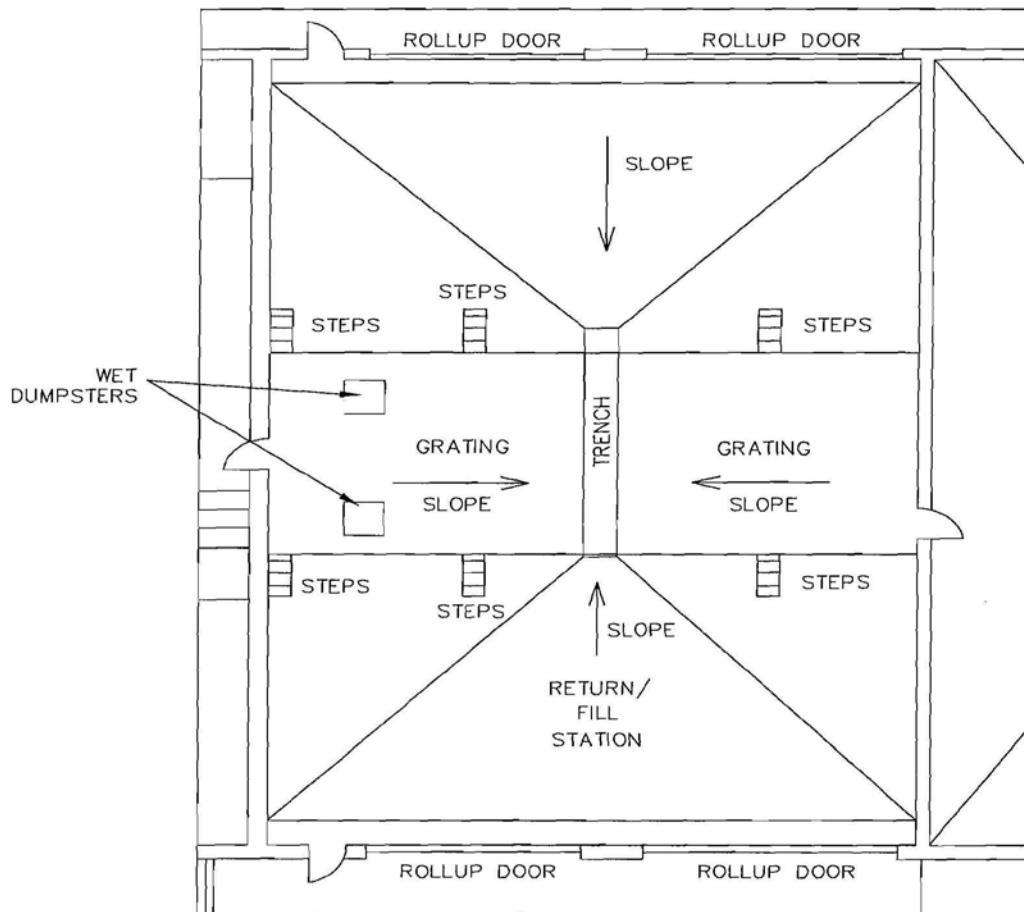 ROLLUP DOOR
ROLLUP DOOR
SLOPE
STEPS
STEPS
STEPS
WET
DUMPSTERS
TRENCH
GRATING
GRATING
SLOPE
SLOPE
STEPS
STEPS
STEPS
SLOPE
RETURN/
FILL
STATION
ROLLUP DOOR
ROLLUP DOOR